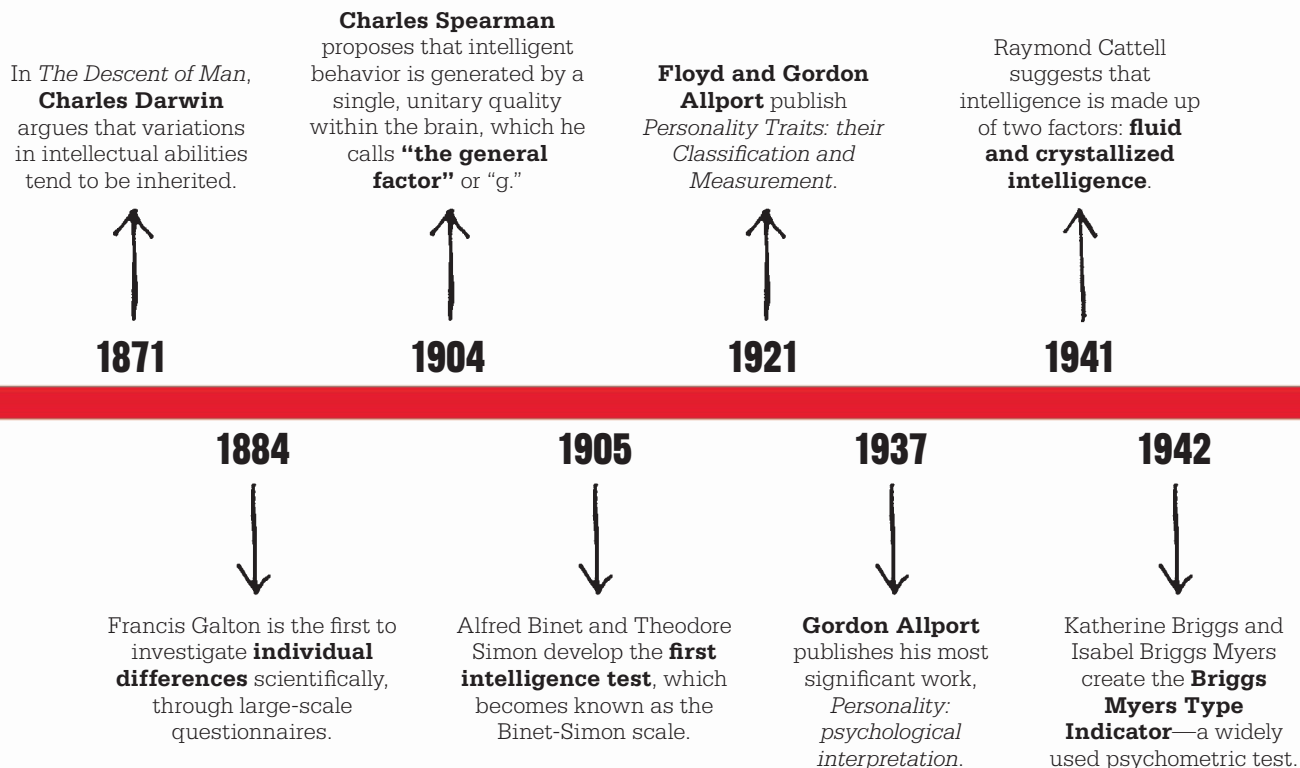 In The Descent of Man,
Charles Darwin
argues that variations
in intellectual abilities
tend to be inherited.
1871
Charles Spearman
proposes that intelligent
behavior is generated by a
single, unitary quality
within the brain, which he
calls “the general
factor” or “g.”
1904
Floyd and Gordon
Allport publish
Personality Traits: their
Classification and
Measurement.
1921
Raymond Cattell
suggests that
intelligence is made up
of two factors: fluid
and crystallized
intelligence.
1941
1884
Francis Galton is the first to
investigate individual
differences scientifically,
through large-scale
questionnaires.
1905
Alfred Binet and Theodore
Simon develop the first
intelligence test, which
becomes known as the
Binet-Simon scale.
1937
Gordon Allport
publishes his most
significant work,
Personality:
psychological
interpretation.
1942
Katherine Briggs and
Isabel Briggs Myers
create the Briggs
Myers Type
Indicator—a widely
used psychometric test.